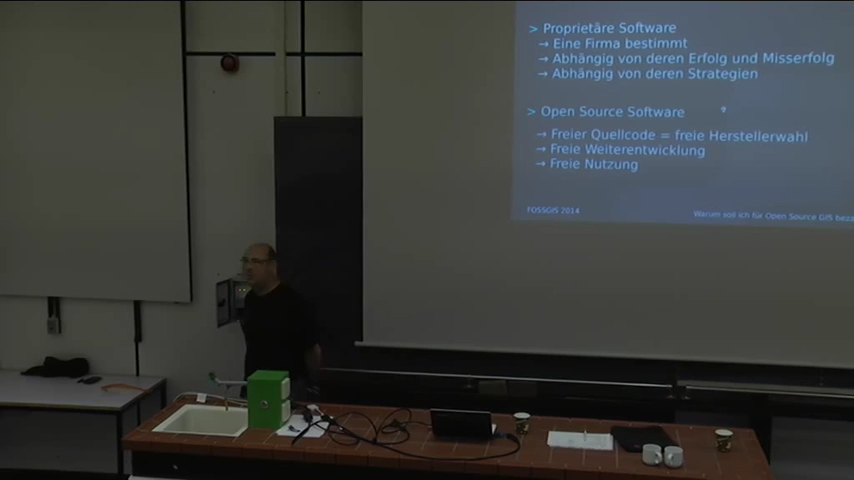 > Proprietäre Software
→ Eine Firma bestimmt
→ Abhängig von deren Erfolg und Misserfolg
→ Abhängig von deren Strategien
> Open Source Software
→ Freier Quellcode = freie Herstellerwahl
→ Freie Weiterentwicklung
→ Freie Nutzung
FOSSGIS 2014
Warum soll ich für Open Source GIS beza